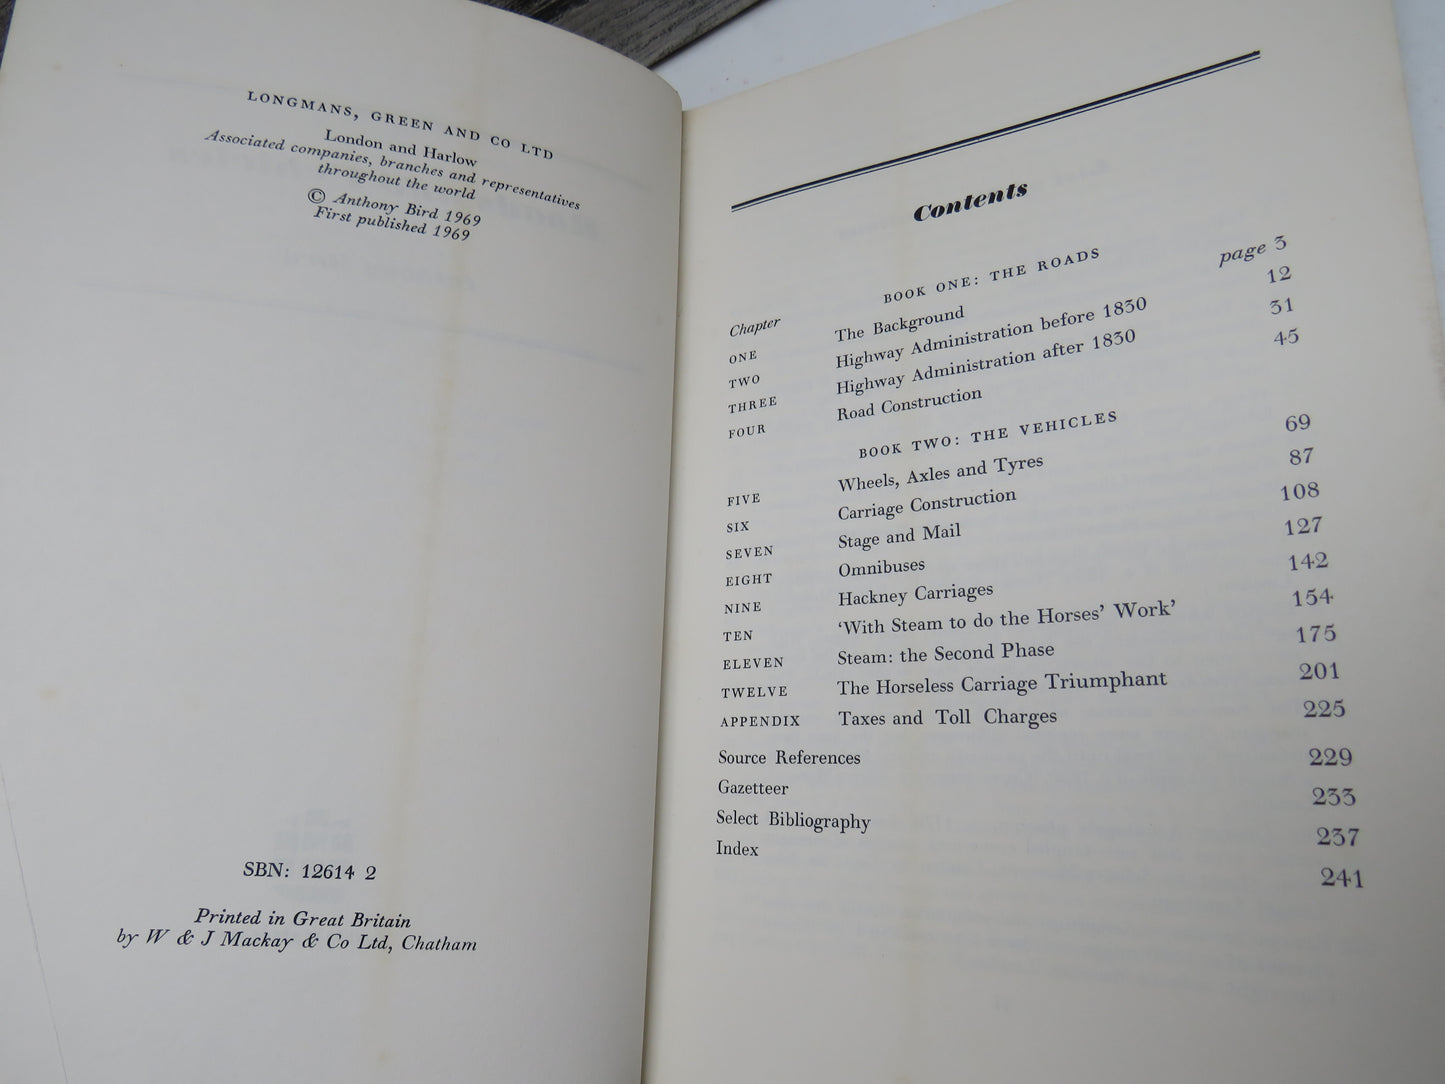 LONGMANS, GREEN AND CO LTD
London and Harlow
Associated companies, branches and representatives
throughout the world
© Anthony Bird 1969
First published 1969
SBN: 12614 2
Printed in Great Britain
by W & J Mackay & Co Ltd, Chatham
Contents
BOOK ONE: THE ROADS
Chapter page
ONE The Background 3
TWO Highway Administration before 1830 12
THREE Highway Administration after 1830 31
FOUR Road Construction 45
BOOK TWO: THE VEHICLES
FIVE Wheels, Axles and Tyres 69
SIX Carriage Construction 87
SEVEN Stage and Mail 108
EIGHT Omnibuses 127
NINE Hackney Carriages 142
TEN ‘With Steam to do the Horses’ Work’ 154
ELEVEN Steam: the Second Phase 175
TWELVE The Horseless Carriage Triumphant 201
APPENDIX Taxes and Toll Charges 225
Source References 229
Gazetteer 233
Select Bibliography 237
Index 241